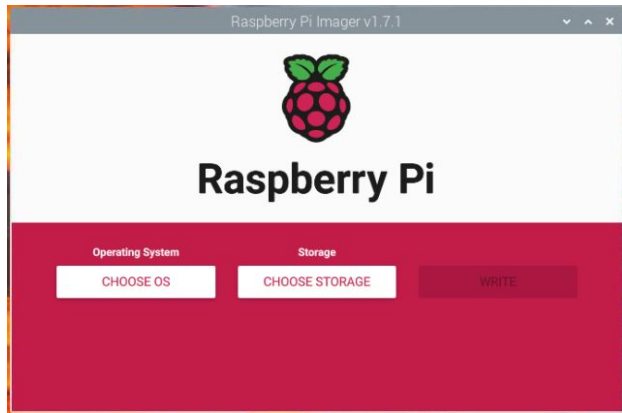 Raspberry Pi Imager v1.7.1
Raspberry Pi
Operating System
Storage
CHOOSE OS
CHOOSE STORAGE
WRITE